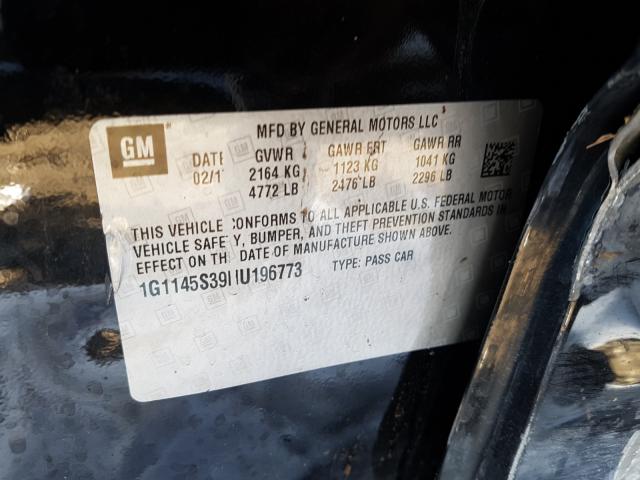 GM
MFD BY GENERAL MOTORS LLC
DATE GVWR GAWR FRT GAWR RR
02/1 2164 KG 1123 KG 1041 KG
4772 LB 2476 LB 2296 LB
THIS VEHICLE CONFORMS TO ALL APPLICABLE U.S. FEDERAL MOTOR
VEHICLE SAFETY, BUMPER, AND THEFT PREVENTION STANDARDS IN
EFFECT ON THE DATE OF MANUFACTURE SHOWN ABOVE.
TYPE: PASS CAR